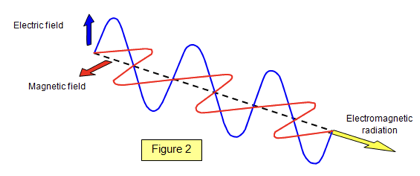 Electric field
Magnetic field
Electromagnetic
radiation
Figure 2